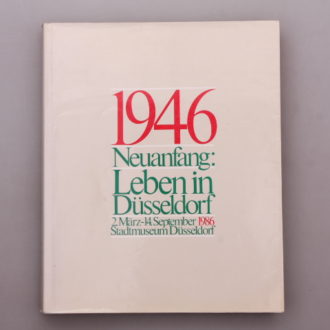 1946
Neuanfang:
Leben in
Düsseldorf
2. März-14. September 1986
Stadtmuseum Düsseldorf